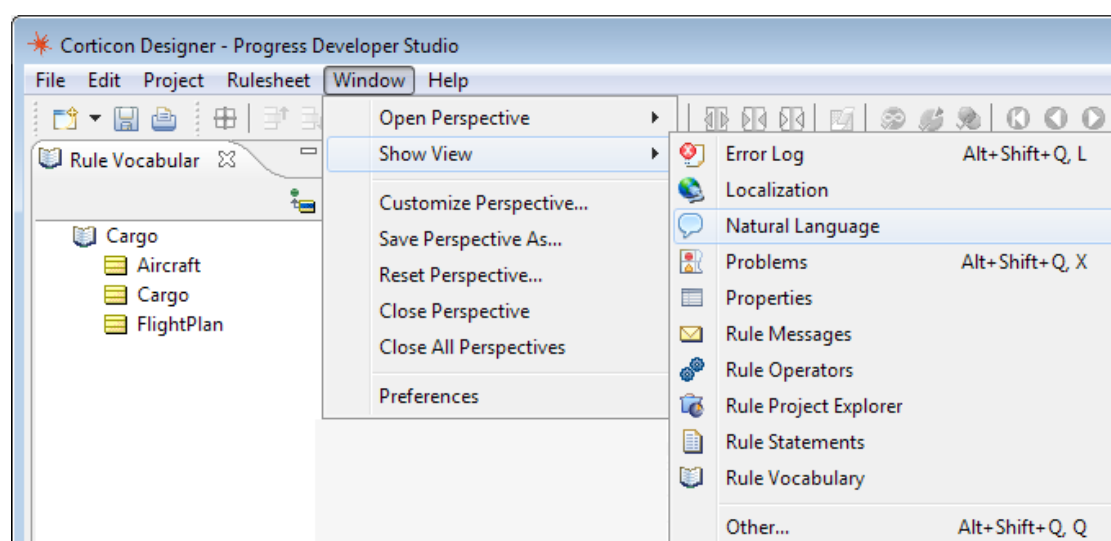 Corticon Designer - Progress Developer Studio
File Edit Project Rulesheet Window Help
Open Perspective
Rule Vocabular
Show View
Error Log Alt+Shift+Q, L
Localization
Customize Perspective...
Natural Language
Cargo
Save Perspective As...
Aircraft
Reset Perspective...
Problems Alt+Shift+Q, X
Cargo
Close Perspective
Properties
FlightPlan
Close All Perspectives
Rule Messages
Rule Operators
Preferences
Rule Project Explorer
Rule Statements
Rule Vocabulary
Other... Alt+Shift+Q, Q